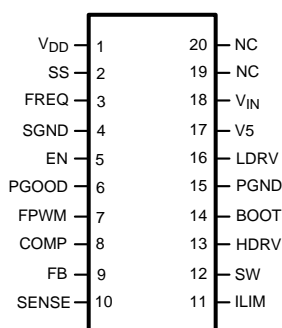 VDD 1 20 NC
SS 2 19 NC
FREQ 3 18 VIN
SGND 4 17 V5
EN 5 16 LDRV
PGOOD 6 15 PGND
FPWM 7 14 BOOT
COMP 8 13 HDRV
FB 9 12 SW
SENSE 10 11 ILIM